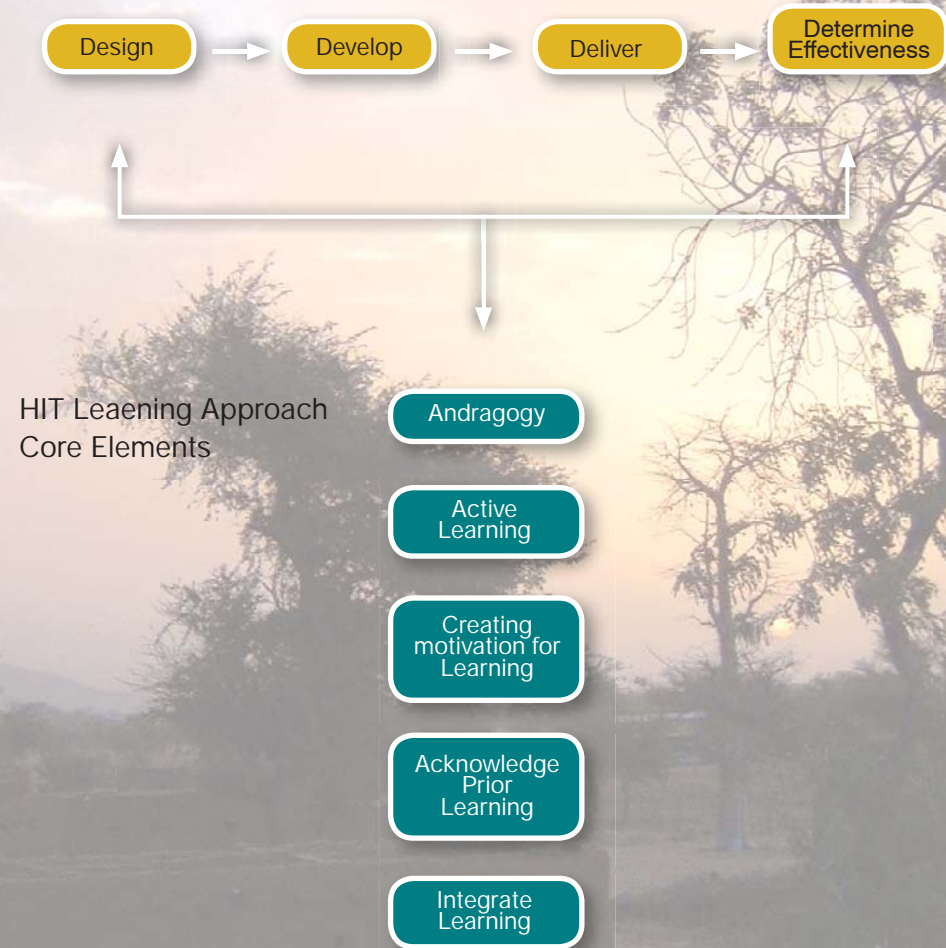 Design
Develop
Deliver
Determine
Effectiveness
HIT Leaening Approach
Core Elements
Andragogy
Active
Learning
Creating
motivation for
Learning
Acknowledge
Prior
Learning
Integrate
Learning